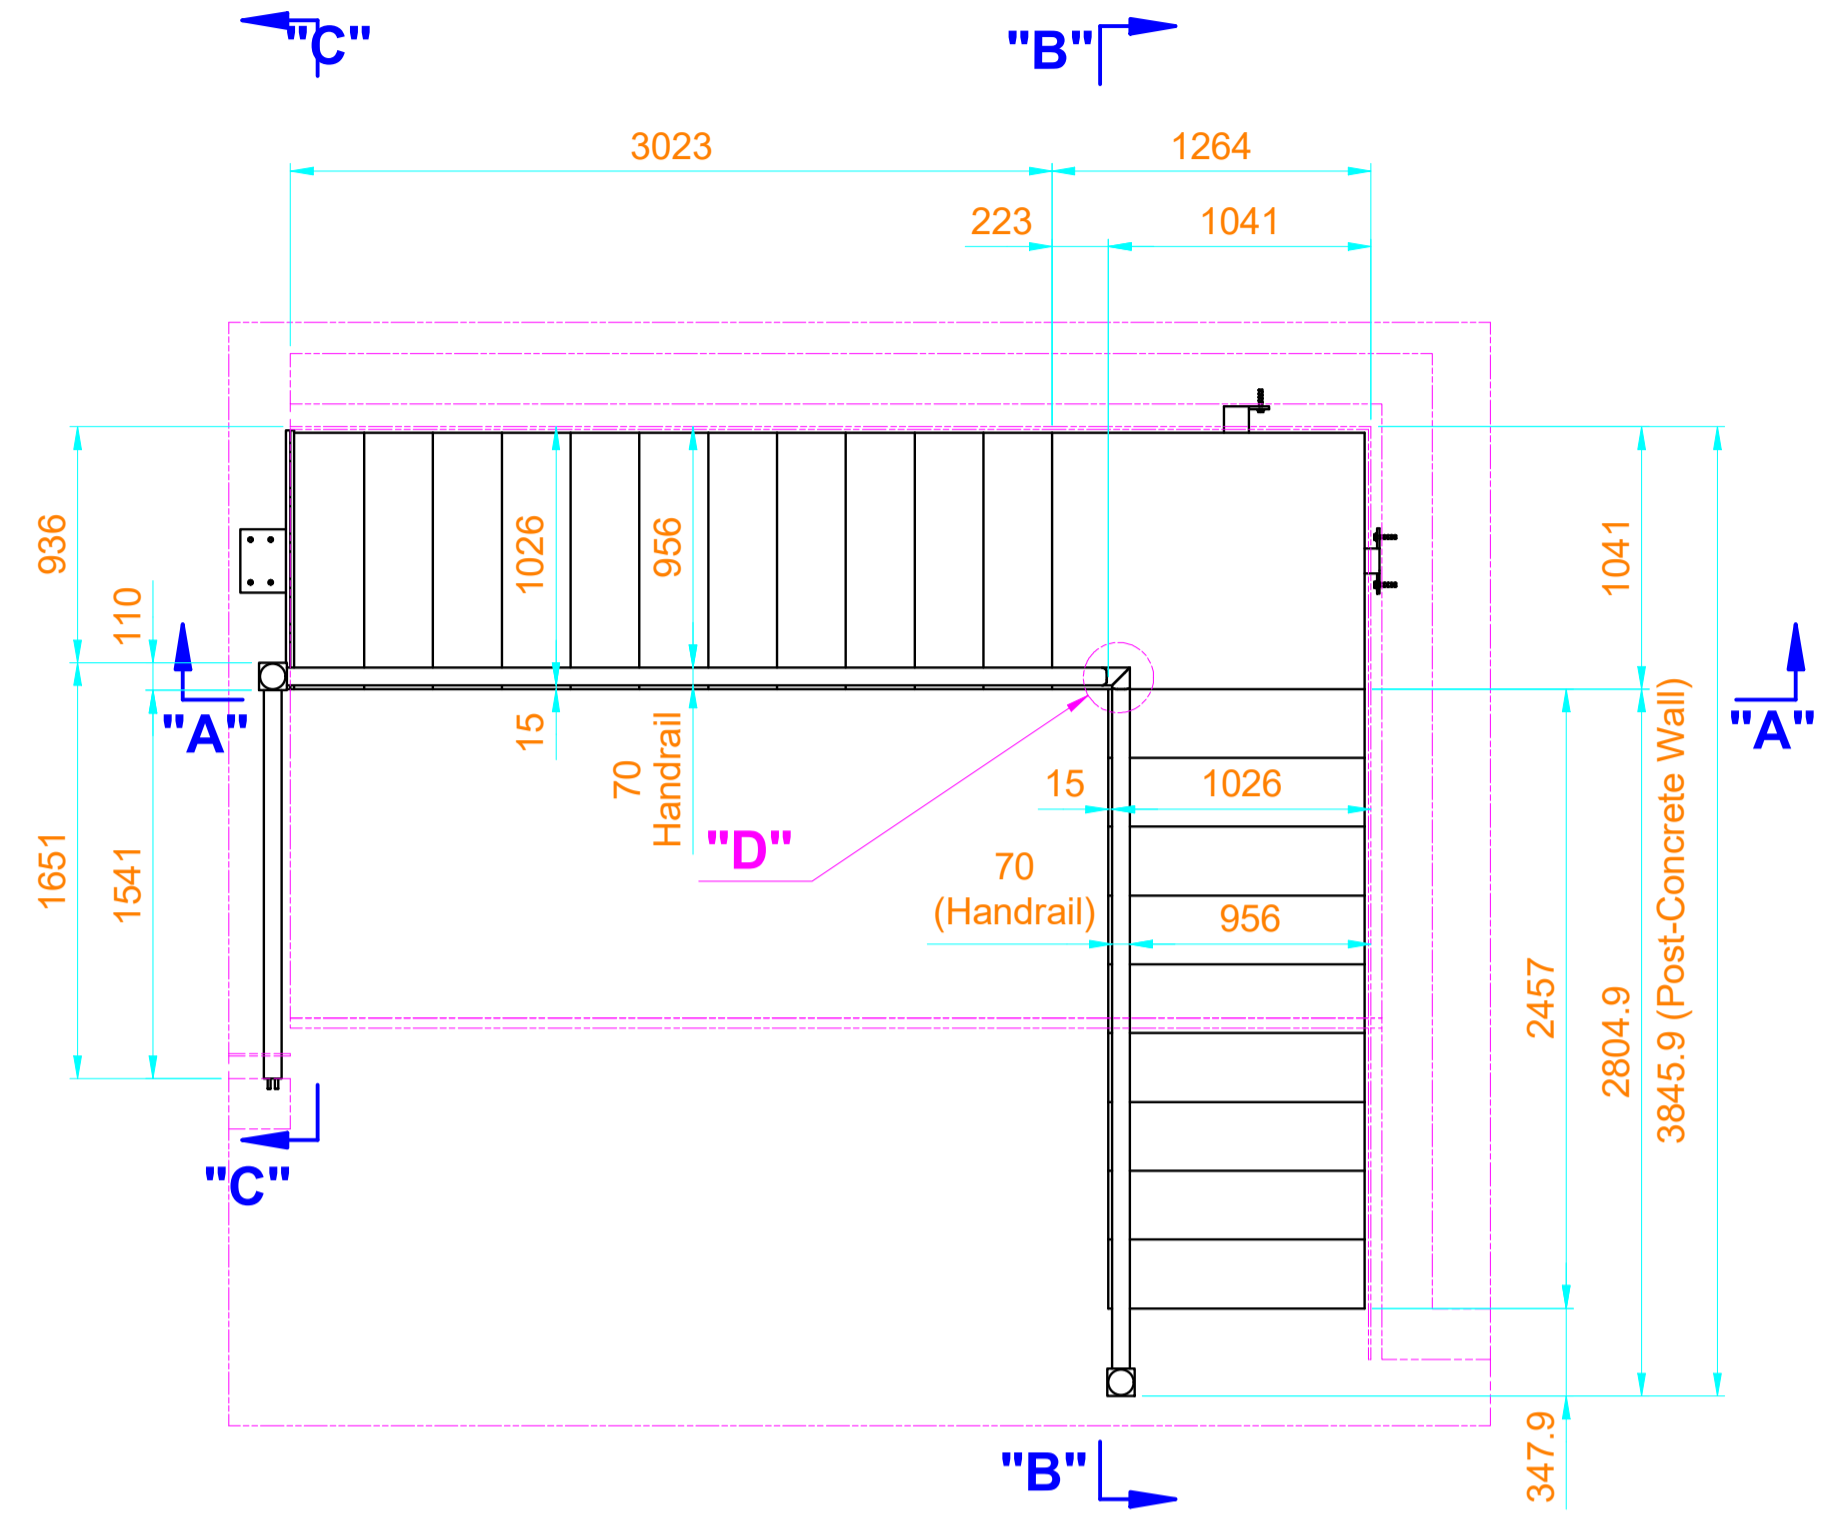 "C"
"B"
3023
1264
223
1041
936
110
1026
956
1041
"A"
"A"
15
70
Handrail
15
1026
"D"
1651
1541
70
(Handrail)
956
2457
2804.9
3845.9 (Post-Concrete Wall)
"C"
"B"
347.9